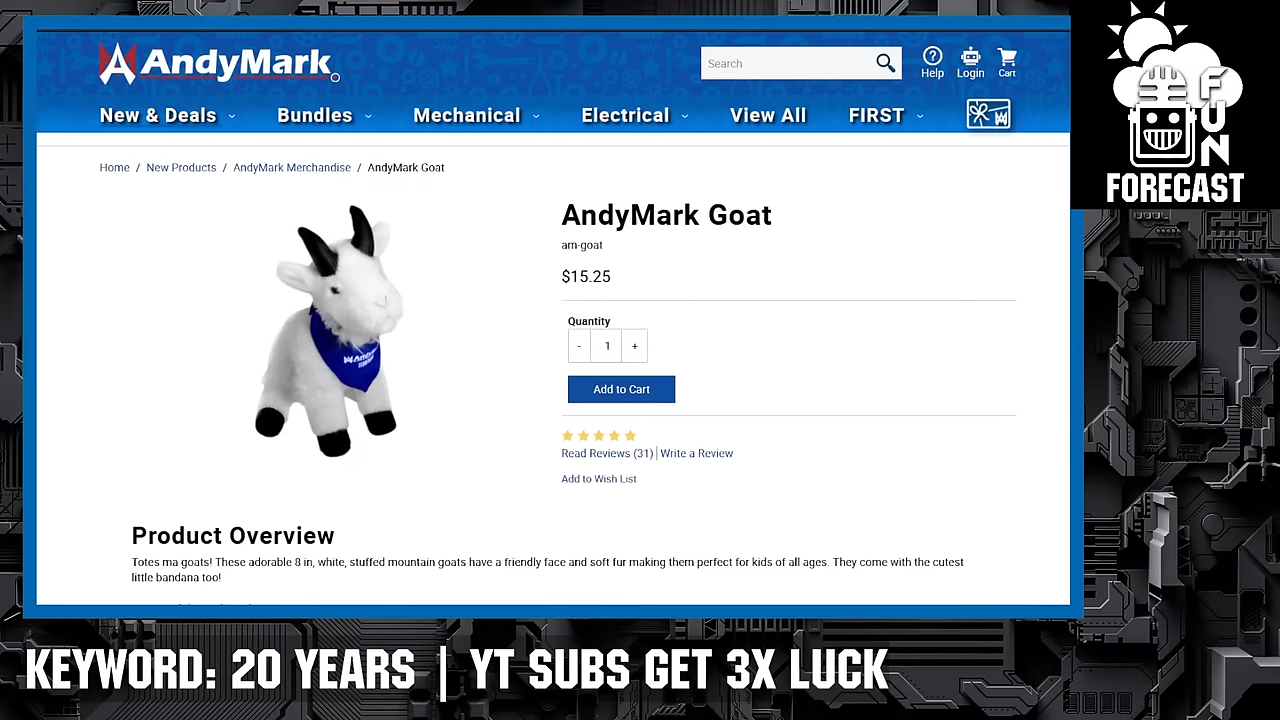 AndyMark
Search
Help
Login
Cart
New & Deals
Bundles
Mechanical
Electrical
View All
FIRST
Home / New Products / AndyMark Merchandise / AndyMark Goat
AndyMark Goat
am-goat
$15.25
Quantity
- 1 +
Add to Cart
Read Reviews (31) | Write a Review
Add to Wish List
Product Overview
Totes ma goats! These adorable 8 in, white, stuffed mountain goats have a friendly face and soft fur making them perfect for kids of all ages. They come with the cutest
little bandana too!
FUN
FORECAST
KEYWORD: 20 YEARS | YT SUBS GET 3X LUCK